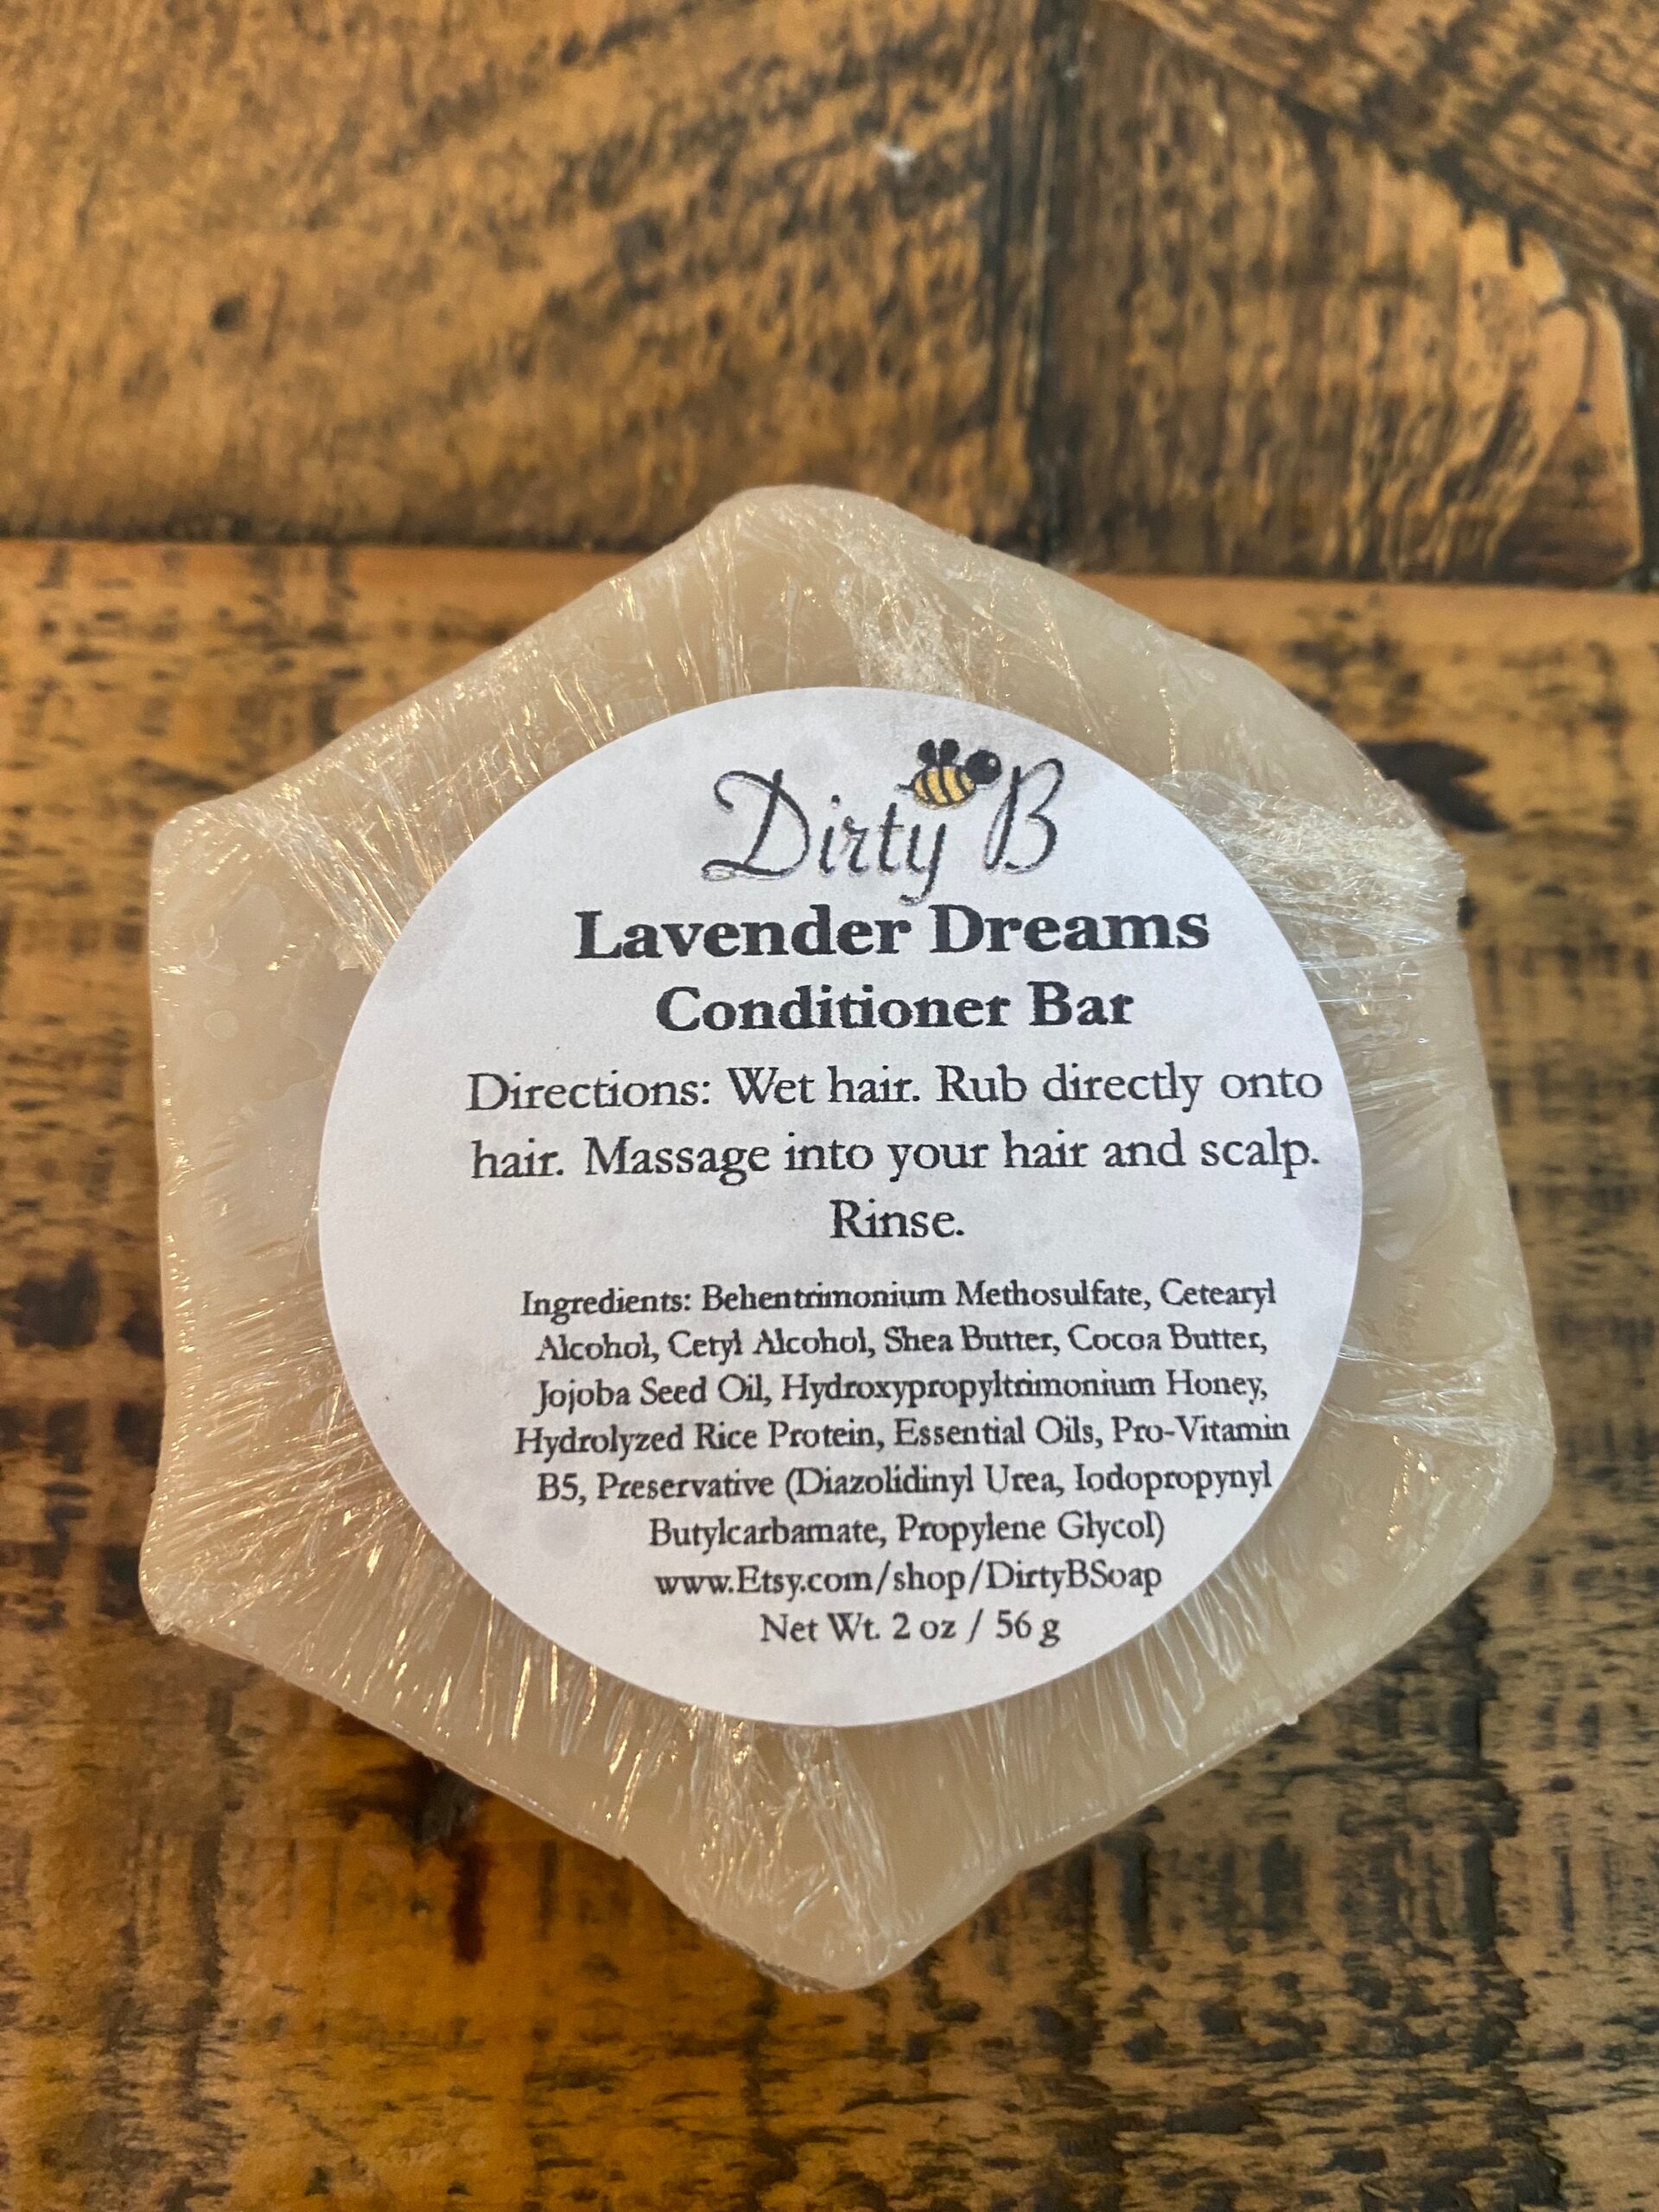 Dirty B
Lavender Dreams
Conditioner Bar
Directions: Wet hair. Rub directly onto
hair. Massage into your hair and scalp.
Rinse.
Ingredients: Behentrimonium Methosulfate, Cetearyl
Alcohol, Cetyl Alcohol, Shea Butter, Cocoa Butter,
Jojoba Seed Oil, Hydroxypropyltrimonium Honey,
Hydrolyzed Rice Protein, Essential Oils, Pro-Vitamin
B5, Preservative (Diazolidinyl Urea, Iodopropynyl
Butylcarbamate, Propylene Glycol)
www.Etsy.com/shop/DirtyBSoap
Net Wt. 2 oz / 56 g